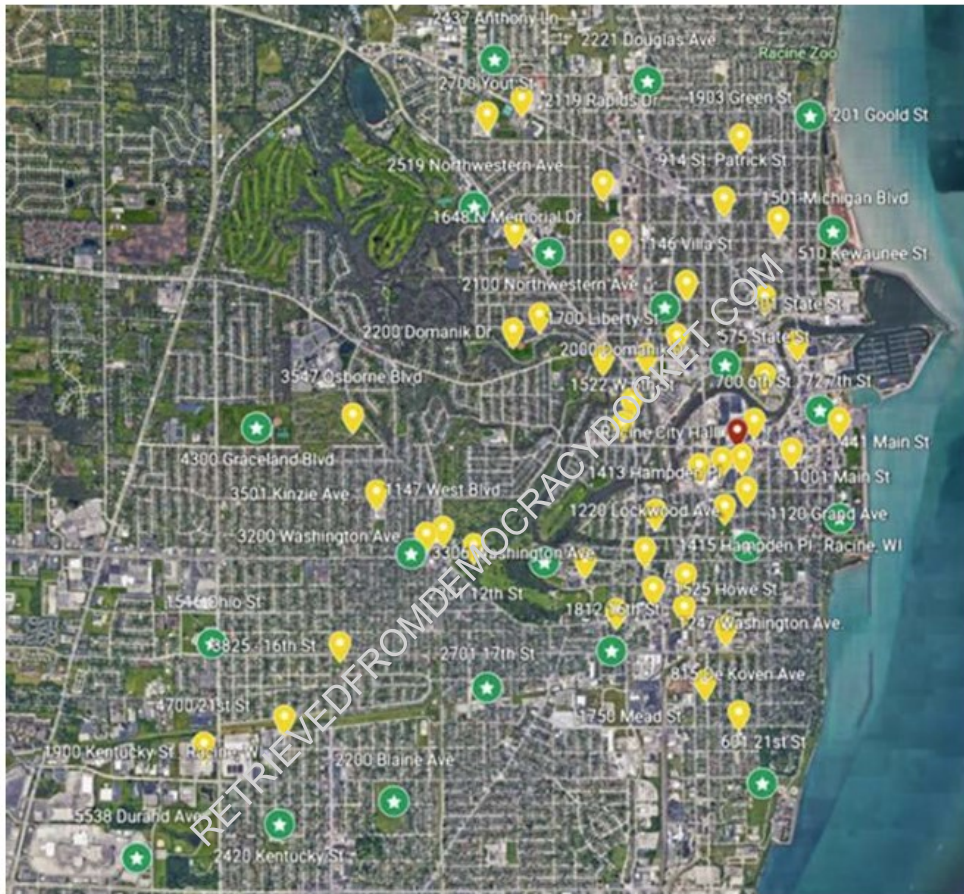 2437 Anthony Ln
2221 Douglas Ave
Racine Zoo
2700 Yout St
2119 Rapids Dr
1903 Green St
201 Goold St
2519 Northwestern Ave
914 St. Patrick St
1501 Michigan Blvd
1648 N Memorial Dr
1146 Villa St
510 Kewaunee St
2100 Northwestern Ave
State St
1700 Liberty St
2200 Domanik Dr
575 State St
2000 Domanik
3547 Osborne Blvd
1522 W
700 6th St
7th St
Racine City Hall
441 Main St
4300 Graceland Blvd
1413 Hampden
1001 Main St
3501 Kinzie Ave
1147 West Blvd
1220 Lockwood Ave
1120 Grand Ave
3200 Washington Ave
3305 Washington Ave
1415 Hampden Pl, Racine, WI
12th St
1525 Howe St
1516 Ohio St
1812 16th St
1247 Washington Ave.
3825 - 16th St
2701 17th St
815 De Koven Ave
4700 21st St
1750 Mead St
601 21st St
1900 Kentucky St
2200 Blaine Ave
5538 Durand Ave
2420 Kentucky St
RETRIEVEDFROMDEMOCRACYDOCKET.COM